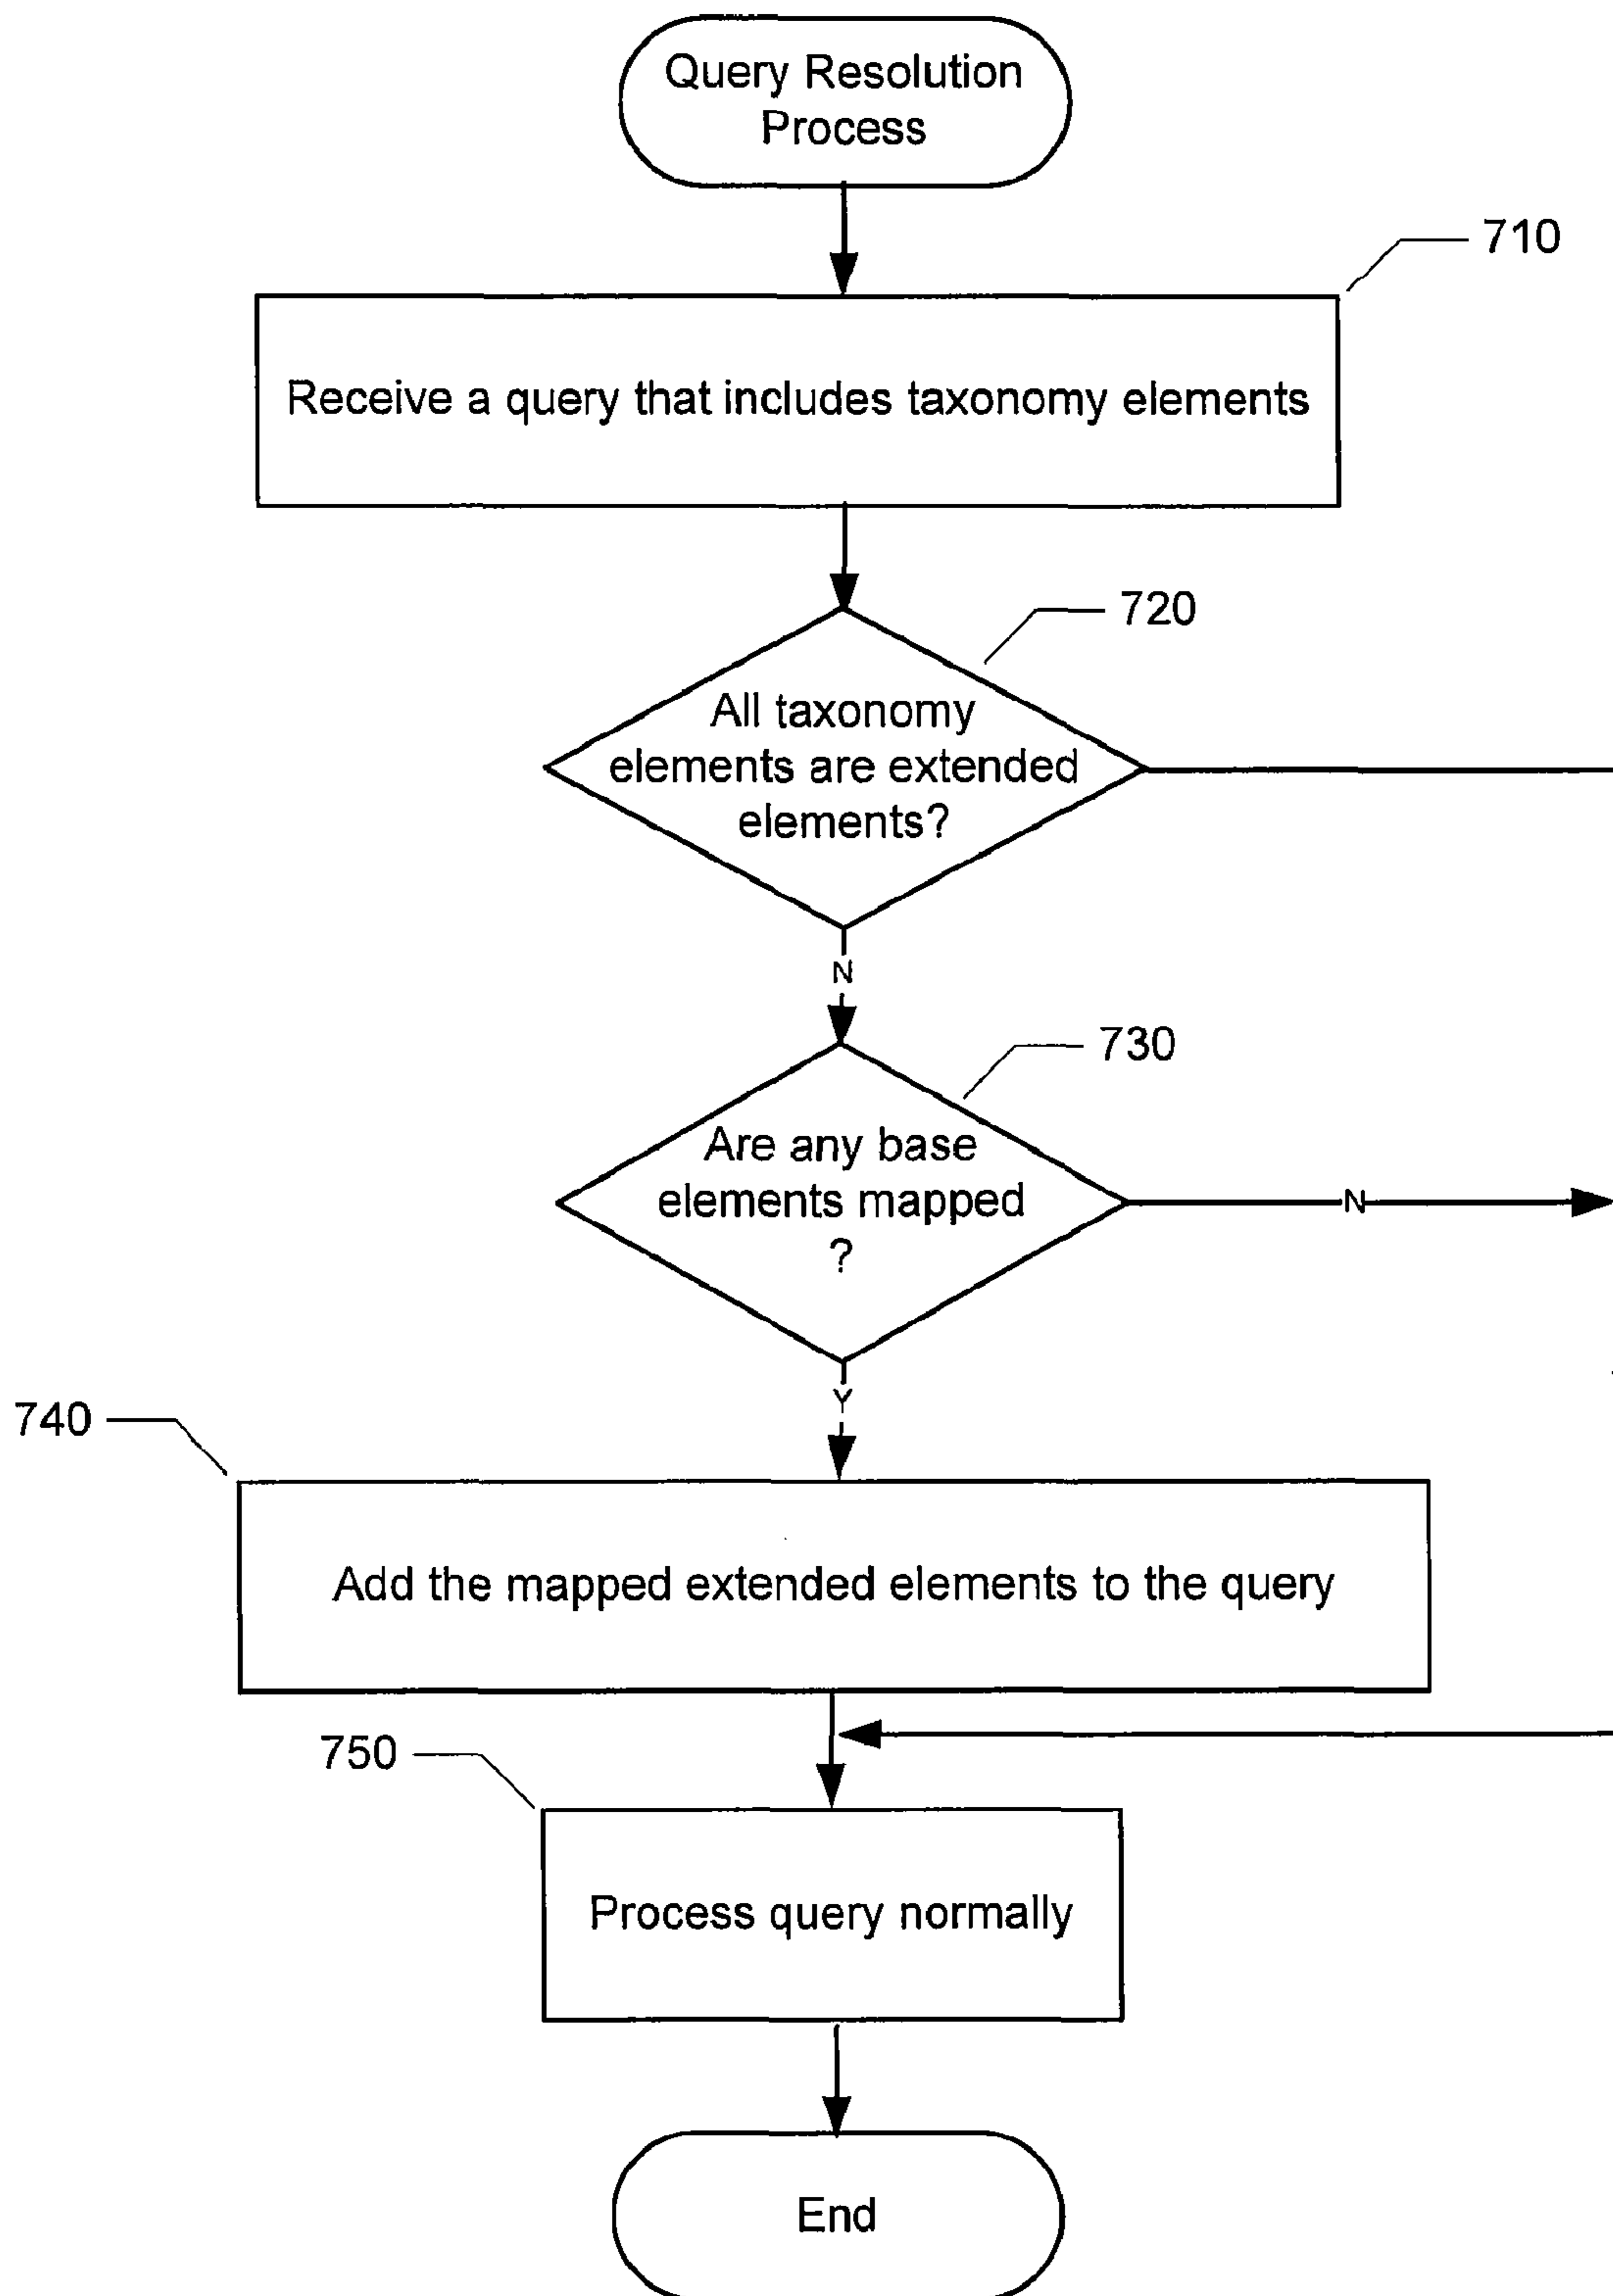 Query Resolution
Process
710
Receive a query that includes taxonomy elements
720
All taxonomy
elements are extended
elements?
N
730
Are any base
elements mapped
?
N
Y
740
Add the mapped extended elements to the query
750
Process query normally
End